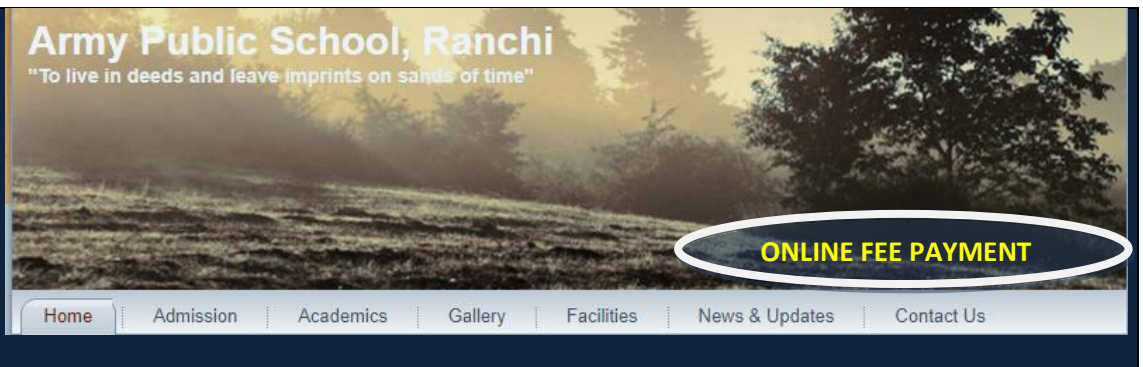 Army Public School, Ranchi
"To live in deeds and leave imprints on sands of time"
ONLINE FEE PAYMENT
Home Admission Academics Gallery Facilities News & Updates Contact Us